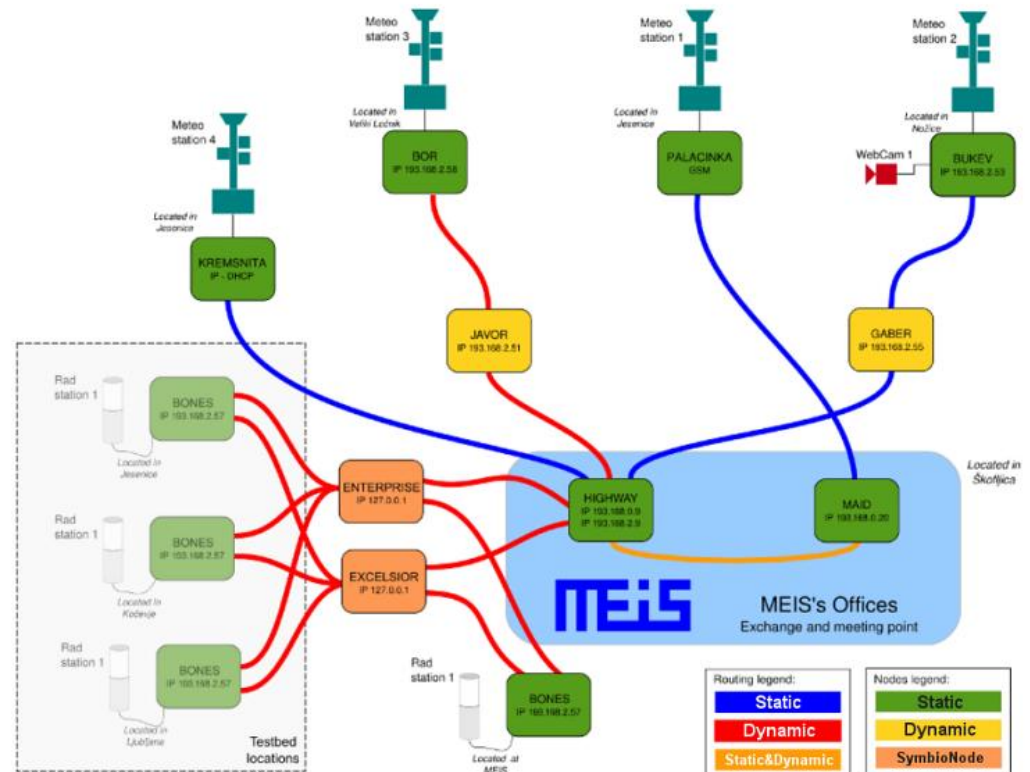 Meteo
station 3
Located in
Veliki Ločnik
BOR
IP 193.168.2.58
Meteo
station 1
Located in
Jesenice
PALACINKA
GSM
Meteo
station 2
Located in
Nožice
WebCam 1
BUKEV
IP 193.168.2.53
Meteo
station 4
Located in
Jesenice
KREMSNITA
IP - DHCP
JAVOR
IP 193.168.2.51
GABER
IP 193.168.2.55
Rad
station 1
BONES
IP 193.168.2.57
Located in
Jesenice
Rad
station 1
BONES
IP 193.168.2.57
Located in
Kočevje
Rad
station 1
BONES
IP 193.168.2.57
Located in
Ljubljana
Testbed
locations
ENTERPRISE
IP 127.0.0.1
EXCELSIOR
IP 127.0.0.1
HIGHWAY
IP 193.168.0.9
IP 193.168.2.9
MAID
IP 193.168.0.20
Located in
Škofljica
MEiS
MEIS's Offices
Exchange and meeting point
Rad
station 1
BONES
IP 193.168.2.57
Located at
MEIS
Routing legend:
Static
Dynamic
Static&Dynamic
Nodes legend:
Static
Dynamic
SymbioNode